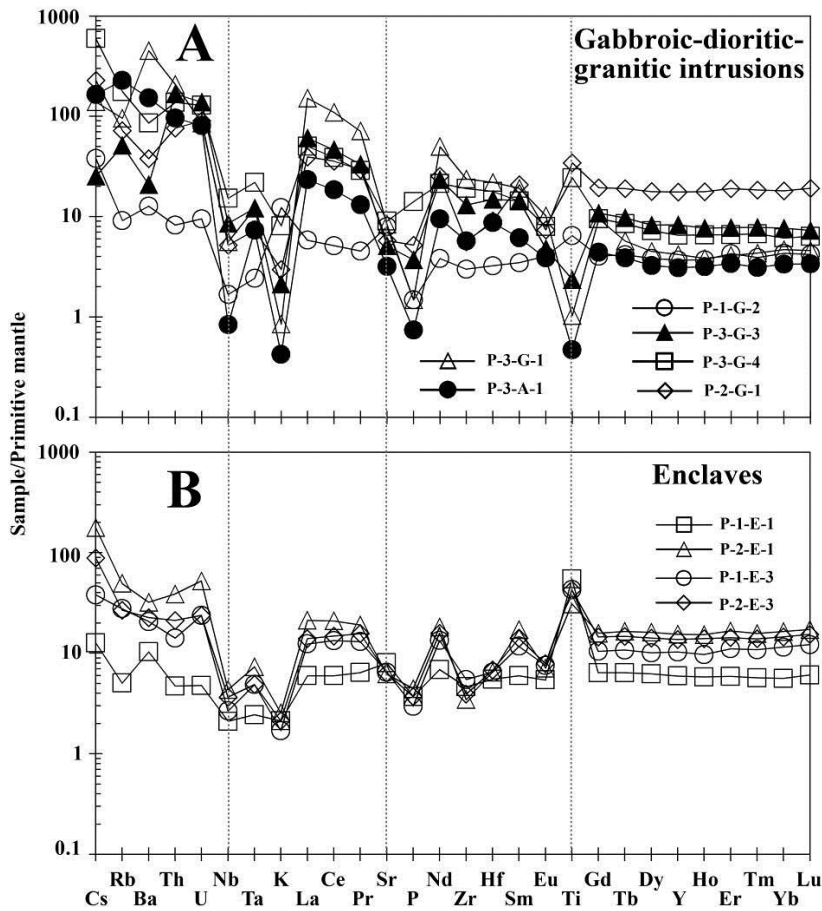 A
Gabbroic-dioritic-
granitic intrusions
1000
100
10
1
0.1
P-1-G-2
P-3-G-3
P-3-G-4
P-2-G-1
P-3-G-1
P-3-A-1
Sample/Primitive mantle
B
Enclaves
1000
100
10
1
0.1
P-1-E-1
P-2-E-1
P-1-E-3
P-2-E-3
Rb Th Nb K Ce Sr Nd Hf Eu Gd Dy Ho Tm Lu
Cs Ba U Ta La Pr P Zr Sm Ti Tb Y Er Yb